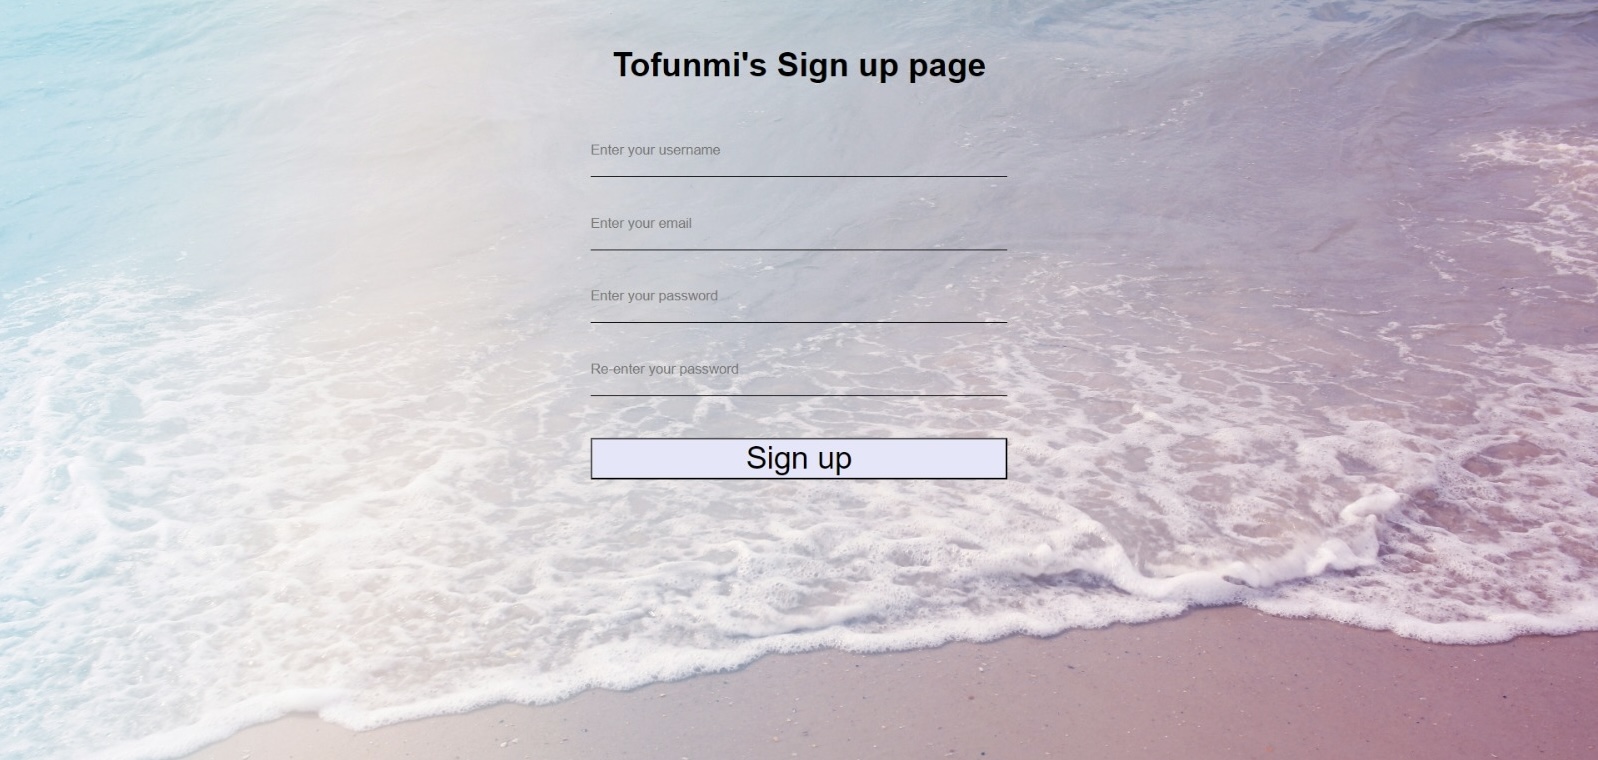 Tofunmi's Sign up page
Enter your username
Enter your email
Enter your password
Re-enter your password
Sign up